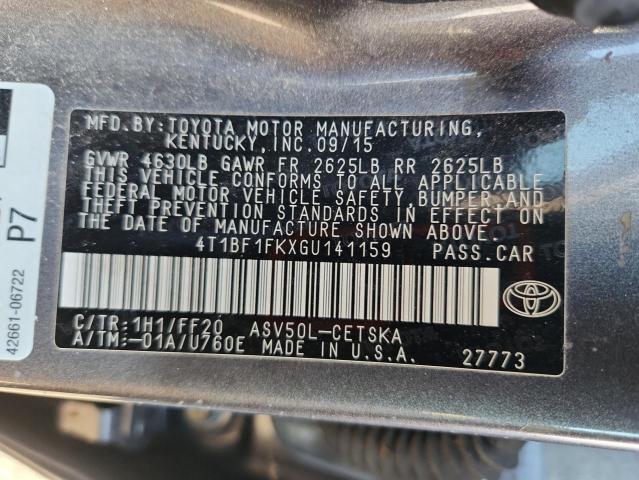 MFD.BY:TOYOTA MOTOR MANUFACTURING,
KENTUCKY,INC.09/15
GVWR 4630LB GAWR FR 2625LB RR 2625LB
THIS VEHICLE CONFORMS TO ALL APPLICABLE
FEDERAL MOTOR VEHICLE SAFETY,BUMPER,AND
THEFT PREVENTION STANDARDS IN EFFECT ON
THE DATE OF MANUFACTURE SHOWN ABOVE.
4T1BF1FKXGU141159 PASS.CAR
C/TR:1H1/FF20 ASV50L-CETSKA
A/TM:-01A/U760E MADE IN U.S.A. 27773
P7
42661-06722